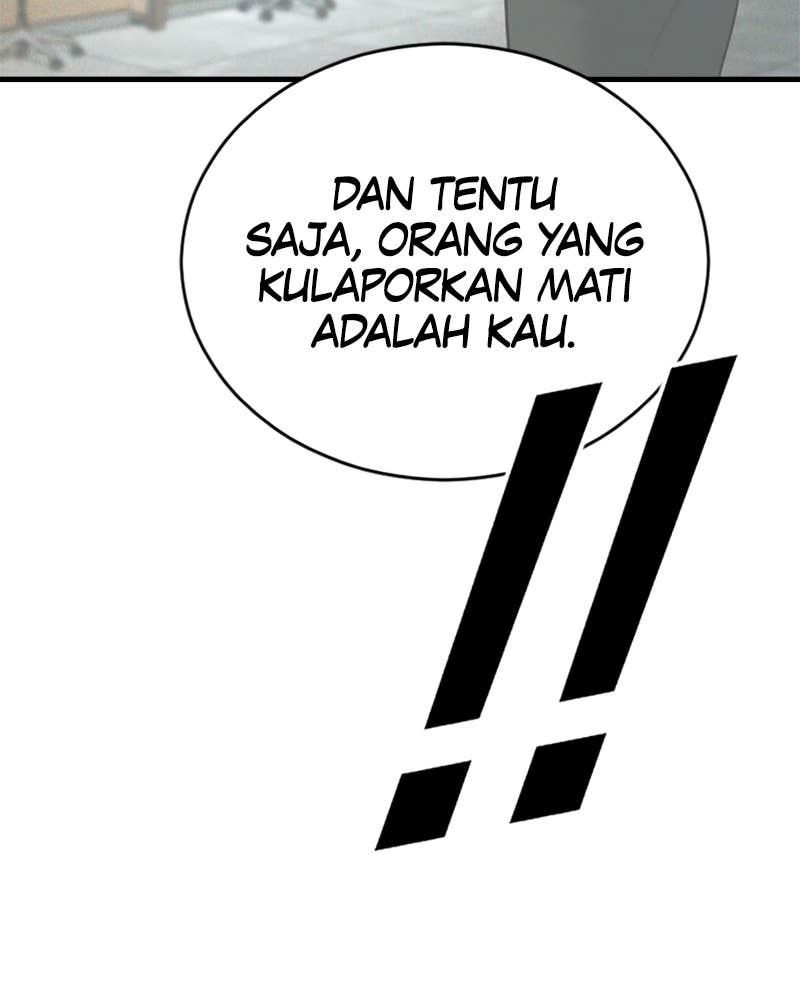 DAN TENTU
SAJA, ORANG YANG
KULAPORKAN MATI
ADALAH KAU.
!!